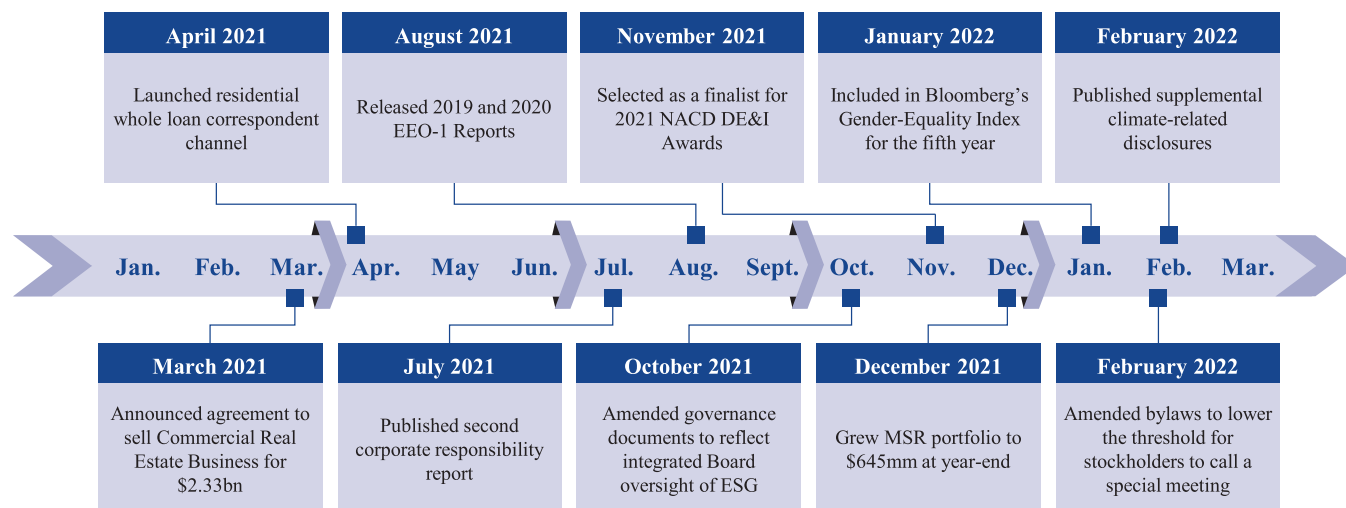 April 2021
Launched residential
whole loan correspondent
channel
August 2021
Released 2019 and 2020
EEO-1 Reports
November 2021
Selected as a finalist for
2021 NACD DE&I
Awards
January 2022
Included in Bloomberg’s
Gender-Equality Index
for the fifth year
February 2022
Published supplemental
climate-related
disclosures
Jan. Feb. Mar. Apr. May Jun. Jul. Aug. Sept. Oct. Nov. Dec. Jan. Feb. Mar.
March 2021
Announced agreement to
sell Commercial Real
Estate Business for
$2.33bn
July 2021
Published second
corporate responsibility
report
October 2021
Amended governance
documents to reflect
integrated Board
oversight of ESG
December 2021
Grew MSR portfolio to
$645mm at year-end
February 2022
Amended bylaws to lower
the threshold for
stockholders to call a
special meeting